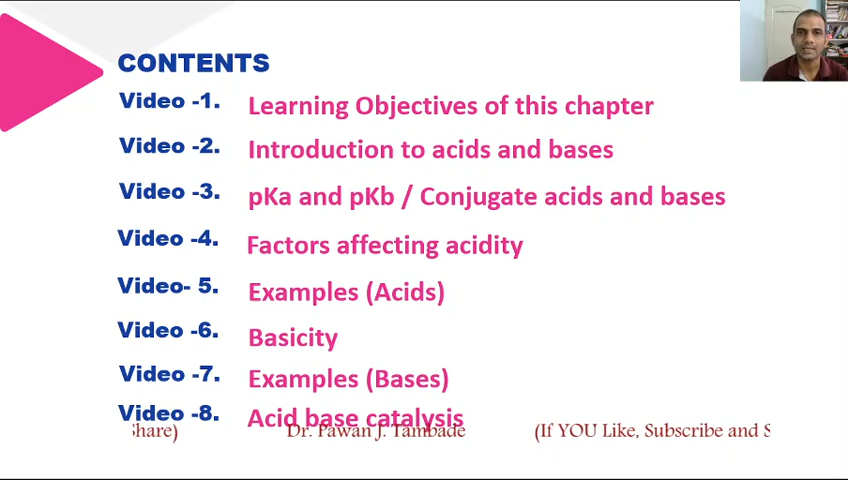 CONTENTS
Video -1. Learning Objectives of this chapter
Video -2. Introduction to acids and bases
Video -3. pKa and pKb / Conjugate acids and bases
Video -4. Factors affecting acidity
Video- 5. Examples (Acids)
Video -6. Basicity
Video -7. Examples (Bases)
Video -8. Acid base catalysis
Share) Dr. Pawan J. Tambade (If YOU Like, Subscribe and S